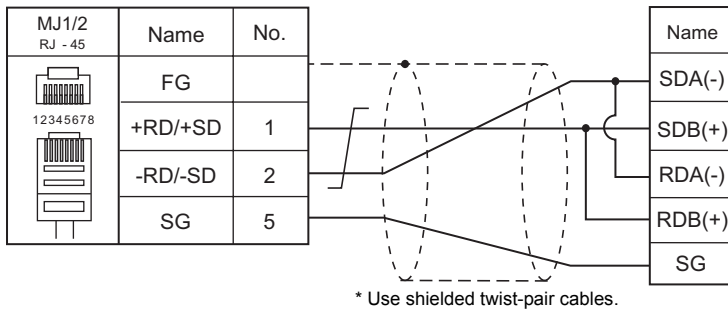 MJ1/2
RJ - 45
Name
No.
Name
FG
SDA(-)
12345678
+RD/+SD
1
SDB(+)
-RD/-SD
2
RDA(-)
SG
5
RDB(+)
SG
* Use shielded twist-pair cables.